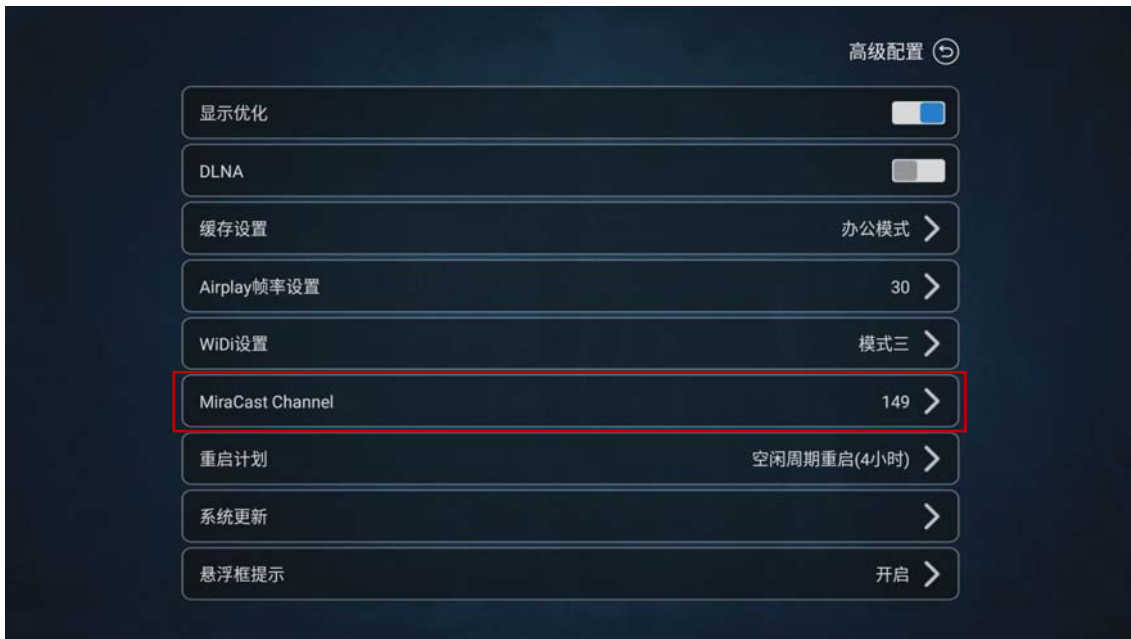 高级配置
显示优化
DLNA
缓存设置 办公模式
Airplay帧率设置 30
WiDi设置 模式三
MiraCast Channel 149
重启计划 空闲周期重启(4小时)
系统更新
悬浮框提示 开启